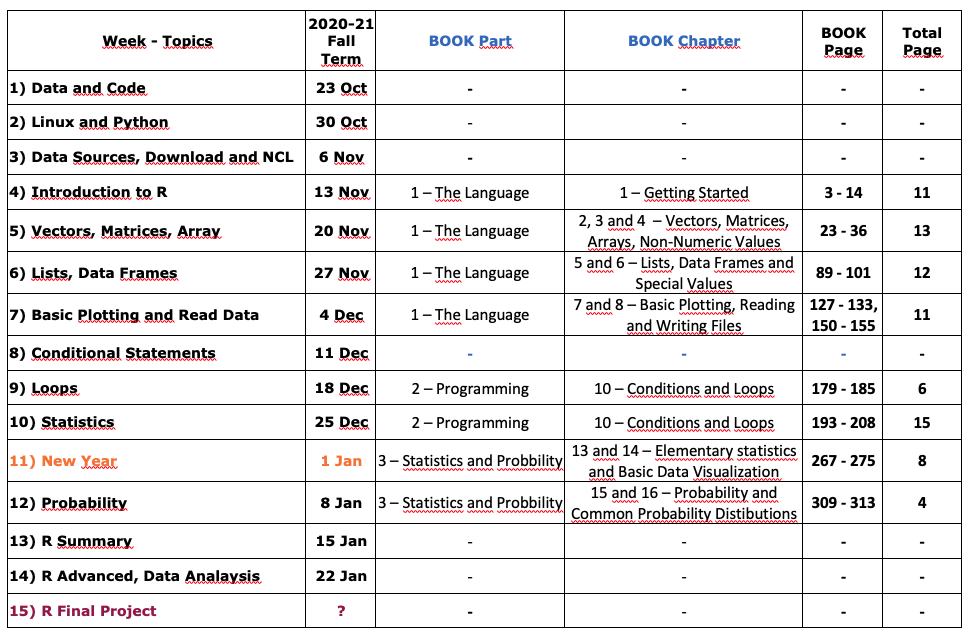 Week - Topics | 2020-21 Fall Term | BOOK Part | BOOK Chapter | BOOK Page | Total Page
1) Data and Code | 23 Oct | - | - | - | -
2) Linux and Python | 30 Oct | - | - | - | -
3) Data Sources, Download and NCL | 6 Nov | - | - | - | -
4) Introduction to R | 13 Nov | 1 – The Language | 1 – Getting Started | 3 - 14 | 11
5) Vectors, Matrices, Array | 20 Nov | 1 – The Language | 2, 3 and 4 – Vectors, Matrices, Arrays, Non-Numeric Values | 23 - 36 | 13
6) Lists, Data Frames | 27 Nov | 1 – The Language | 5 and 6 – Lists, Data Frames and Special Values | 89 - 101 | 12
7) Basic Plotting and Read Data | 4 Dec | 1 – The Language | 7 and 8 – Basic Plotting, Reading and Writing Files | 127 - 133, 150 - 155 | 11
8) Conditional Statements | 11 Dec | - | - | - | -
9) Loops | 18 Dec | 2 – Programming | 10 – Conditions and Loops | 179 - 185 | 6
10) Statistics | 25 Dec | 2 – Programming | 10 – Conditions and Loops | 193 - 208 | 15
11) New Year | 1 Jan | 3 – Statistics and Probbility | 13 and 14 – Elementary statistics and Basic Data Visualization | 267 - 275 | 8
12) Probability | 8 Jan | 3 – Statistics and Probbility | 15 and 16 – Probability and Common Probability Distibutions | 309 - 313 | 4
13) R Summary | 15 Jan | - | - | - | -
14) R Advanced, Data Analaysis | 22 Jan | - | - | - | -
15) R Final Project | ? | - | - | - | -